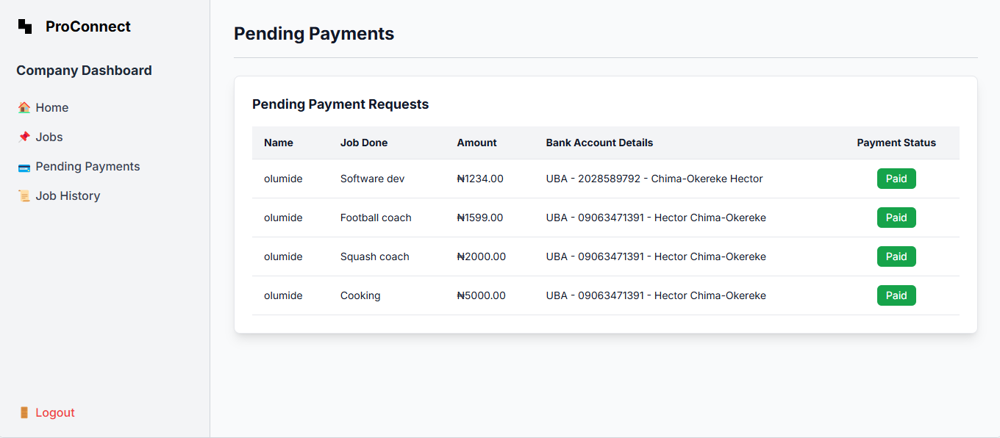 ProConnect
Company Dashboard
Home
Jobs
Pending Payments
Job History
Logout
Pending Payments
Pending Payment Requests
Name Job Done Amount Bank Account Details Payment Status
olumide Software dev ₦1234.00 UBA - 2028589792 - Chima-Okereke Hector Paid
olumide Football coach ₦1599.00 UBA - 09063471391 - Hector Chima-Okereke Paid
olumide Squash coach ₦2000.00 UBA - 09063471391 - Hector Chima-Okereke Paid
olumide Cooking ₦5000.00 UBA - 09063471391 - Hector Chima-Okereke Paid